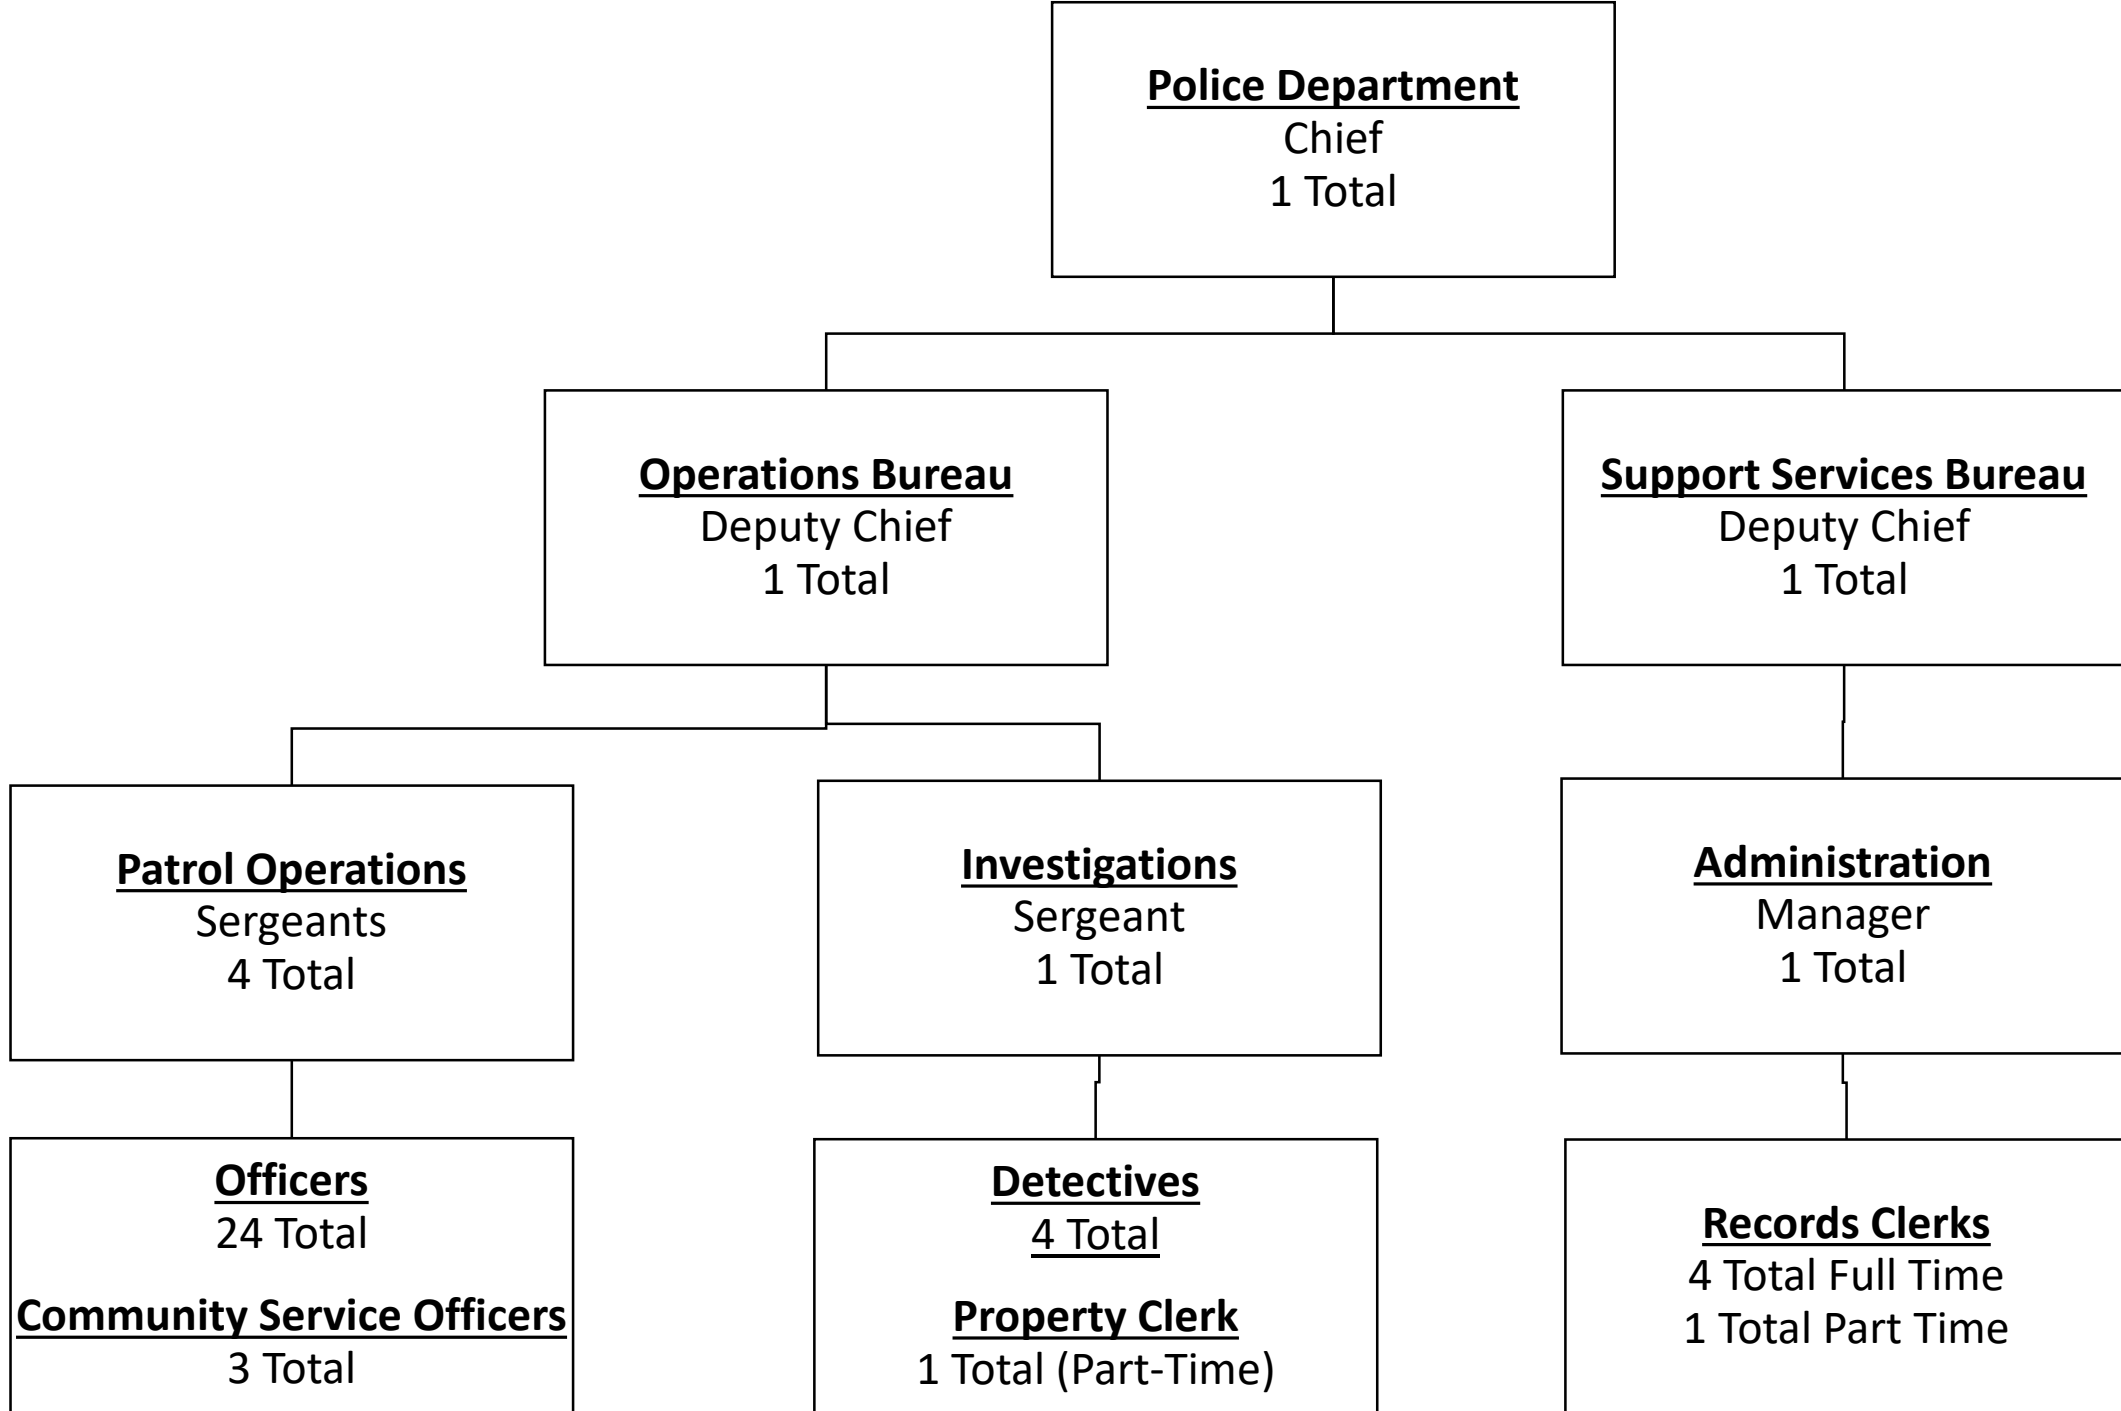 Police Department
Chief
1 Total
Operations Bureau
Deputy Chief
1 Total
Support Services Bureau
Deputy Chief
1 Total
Patrol Operations
Sergeants
4 Total
Investigations
Sergeant
1 Total
Administration
Manager
1 Total
Officers
24 Total
Community Service Officers
3 Total
Detectives
4 Total
Property Clerk
1 Total (Part-Time)
Records Clerks
4 Total Full Time
1 Total Part Time